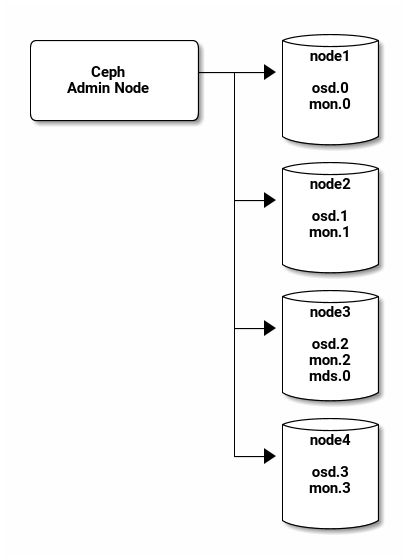 Ceph
Admin Node
node1
osd.0
mon.0
node2
osd.1
mon.1
node3
osd.2
mon.2
mds.0
node4
osd.3
mon.3